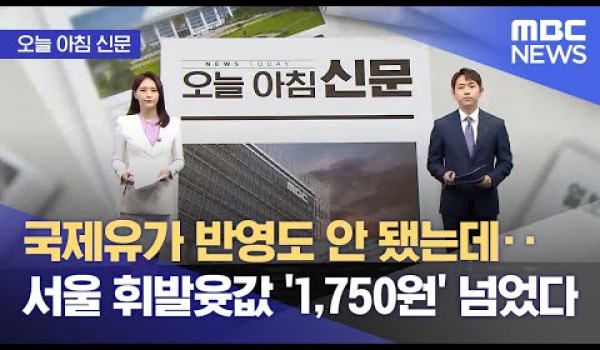 오늘 아침 신문
MBC
NEWS
NEWS TODAY
오늘 아침 신문
MBC
국제유가 반영도 안 됐는데‥
서울 휘발윳값 '1,750원' 넘었다